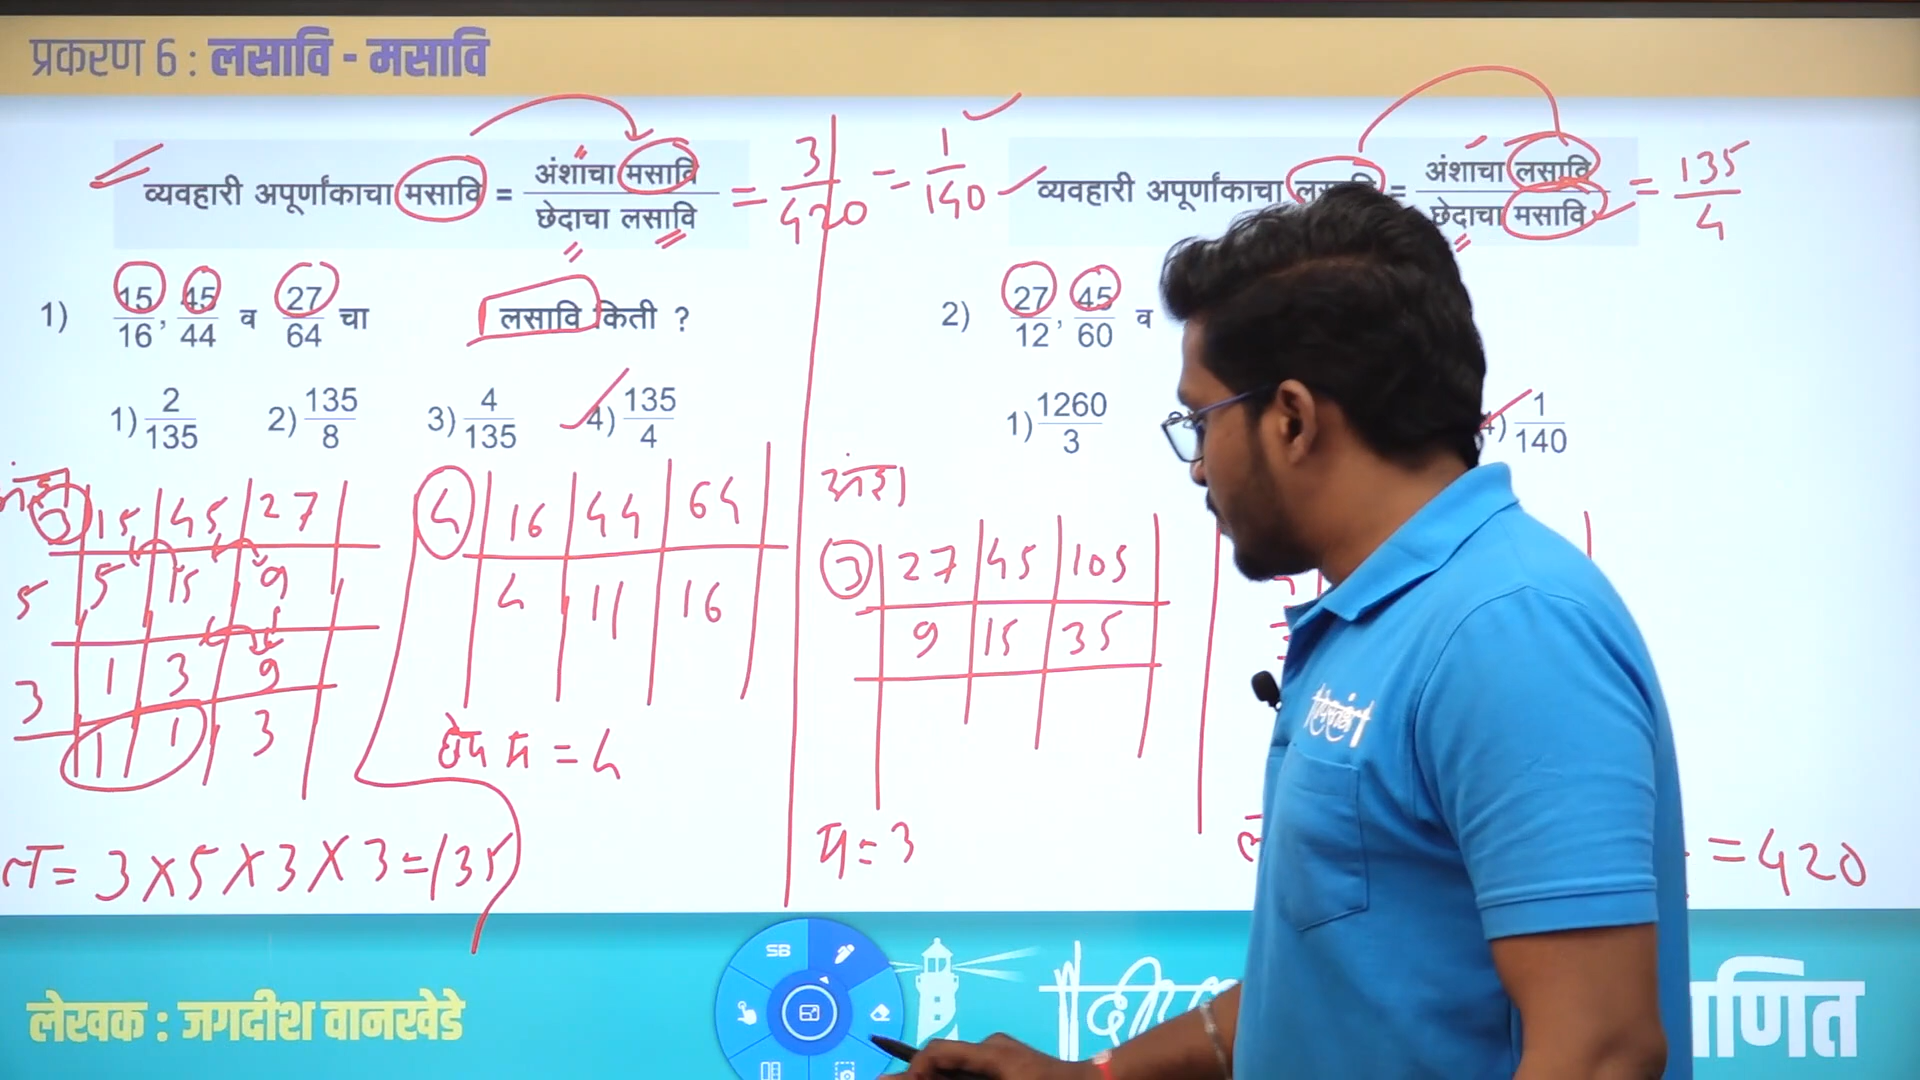 प्रकरण 6 : लसावि - मसावि
व्यवहारी अपूर्णांकाचा मसावि = अंशांचा मसावि / छेदाचा लसावि = 3/420 = 1/140
1) 15/16, 45/44 व 27/64 चा लसावि किती ?
1) 2/135 2) 135/8 3) 4/135 4) 135/4
3 | 15 | 45 | 27
5 | 5 | 15 | 9
3 | 1 | 3 | 9
1 | 1 | 3
ल = 3 × 5 × 3 × 3 = 135
4 | 16 | 44 | 64
4 | 11 | 16
छेद म = 4
व्यवहारी अपूर्णांकाचा = अंशांचा लसावि / छेदाचा मसावि = 135/4
2) 27/12, 45/60 व
1) 1260/3 4) 1/140
अंश
3 | 27 | 45 | 105
9 | 15 | 35
म = 3
= 420
लेखक : जगदीश वानखेडे
SB